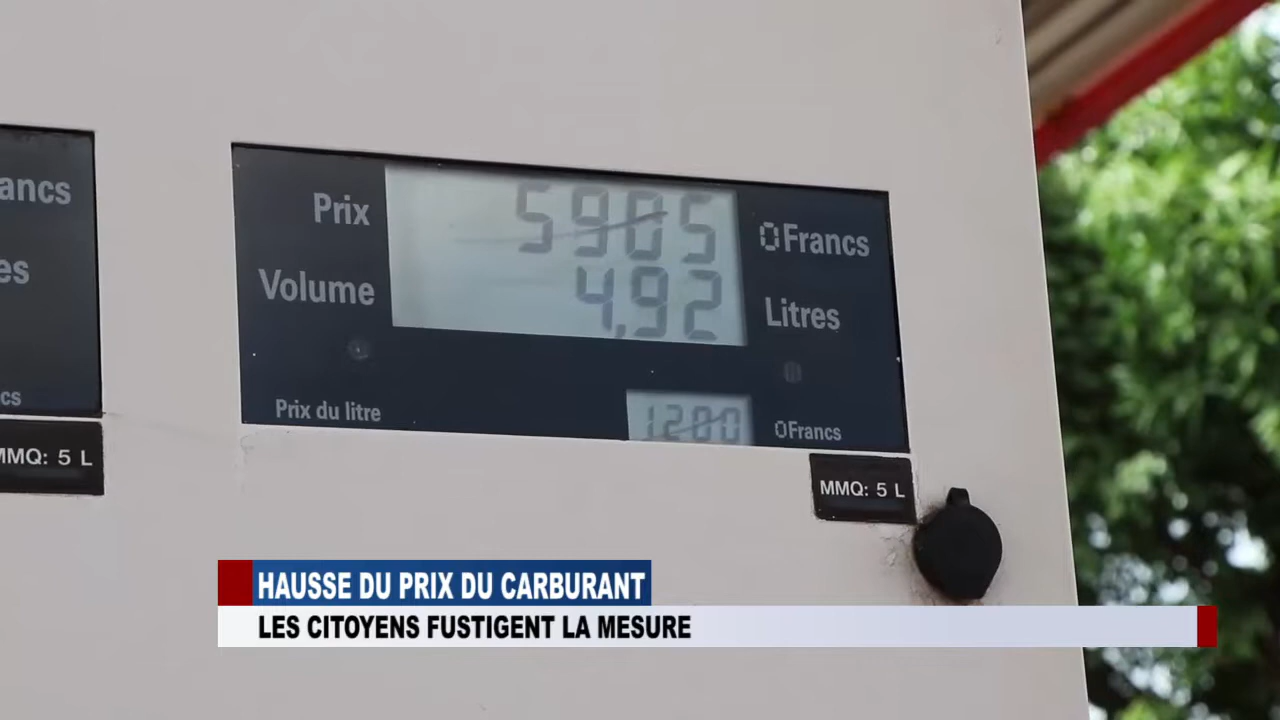 ancs
es
cs
MMQ: 5 L
Prix 5905 0Francs
Volume 4,92 Litres
Prix du litre 1200 0Francs
MMQ: 5 L
HAUSSE DU PRIX DU CARBURANT
LES CITOYENS FUSTIGENT LA MESURE